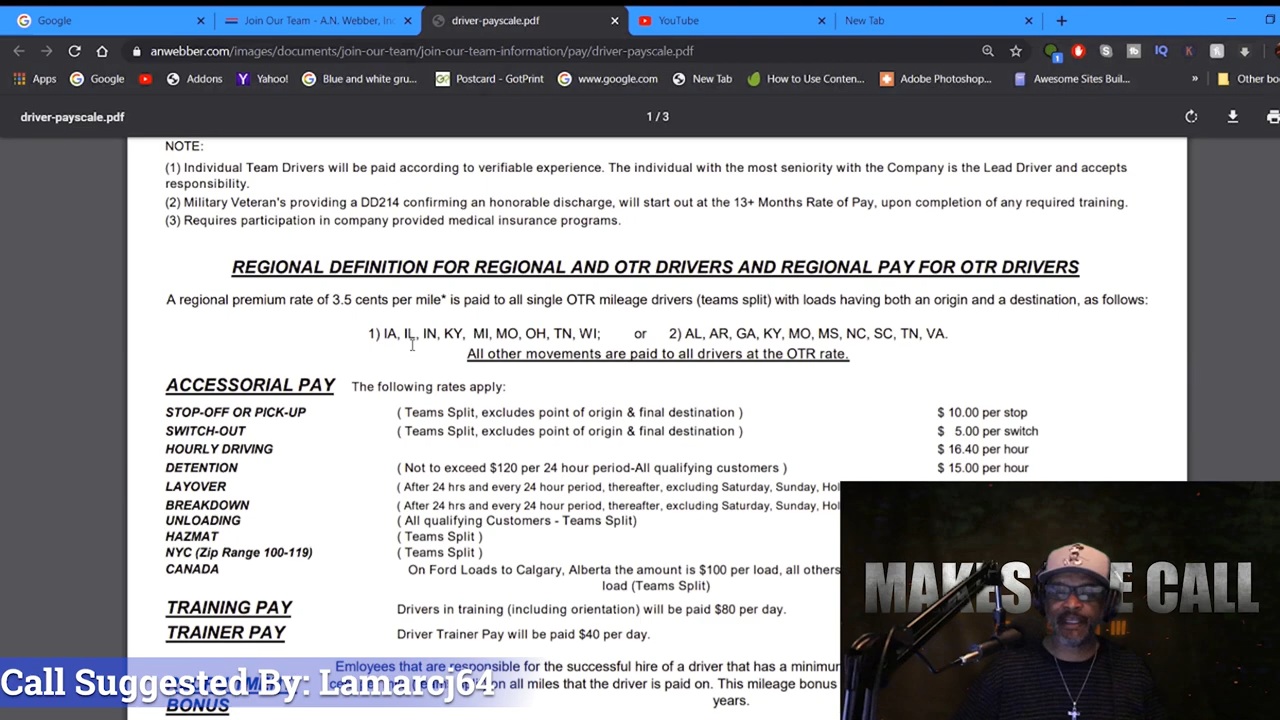 Google
Join Our Team - A.N. Webber, Inc
driver-payscale.pdf
YouTube
New Tab
anwebber.com/images/documents/join-our-team/join-our-team-information/pay/driver-payscale.pdf
Apps Google Addons Yahoo! Blue and white gru... Postcard - GotPrint www.google.com New Tab How to Use Conten... Adobe Photoshop... Awesome Sites Buil... » Other bo
driver-payscale.pdf 1 / 3
NOTE:
(1) Individual Team Drivers will be paid according to verifiable experience. The individual with the most seniority with the Company is the Lead Driver and accepts
responsibility.
(2) Military Veteran's providing a DD214 confirming an honorable discharge, will start out at the 13+ Months Rate of Pay, upon completion of any required training.
(3) Requires participation in company provided medical insurance programs.
REGIONAL DEFINITION FOR REGIONAL AND OTR DRIVERS AND REGIONAL PAY FOR OTR DRIVERS
A regional premium rate of 3.5 cents per mile* is paid to all single OTR mileage drivers (teams split) with loads having both an origin and a destination, as follows:
1) IA, IL, IN, KY, MI, MO, OH, TN, WI; or 2) AL, AR, GA, KY, MO, MS, NC, SC, TN, VA.
All other movements are paid to all drivers at the OTR rate.
ACCESSORIAL PAY The following rates apply:
STOP-OFF OR PICK-UP ( Teams Split, excludes point of origin & final destination ) $ 10.00 per stop
SWITCH-OUT ( Teams Split, excludes point of origin & final destination ) $ 5.00 per switch
HOURLY DRIVING $ 16.40 per hour
DETENTION ( Not to exceed $120 per 24 hour period-All qualifying customers ) $ 15.00 per hour
LAYOVER ( After 24 hrs and every 24 hour period, thereafter, excluding Saturday, Sunday, Hol
BREAKDOWN ( After 24 hrs and every 24 hour period, thereafter, excluding Saturday, Sunday, Hol
UNLOADING ( All qualifying Customers - Teams Split)
HAZMAT ( Teams Split )
NYC (Zip Range 100-119) ( Teams Split )
CANADA On Ford Loads to Calgary, Alberta the amount is $100 per load, all others
load (Teams Split)
TRAINING PAY Drivers in training (including orientation) will be paid $80 per day.
TRAINER PAY Driver Trainer Pay will be paid $40 per day.
Emloyees that are responsible for the successful hire of a driver that has a minimum
on all miles that the driver is paid on. This mileage bonus
BONUS years.
MAKES THE CALL
Call Suggested By: Lamarcj64